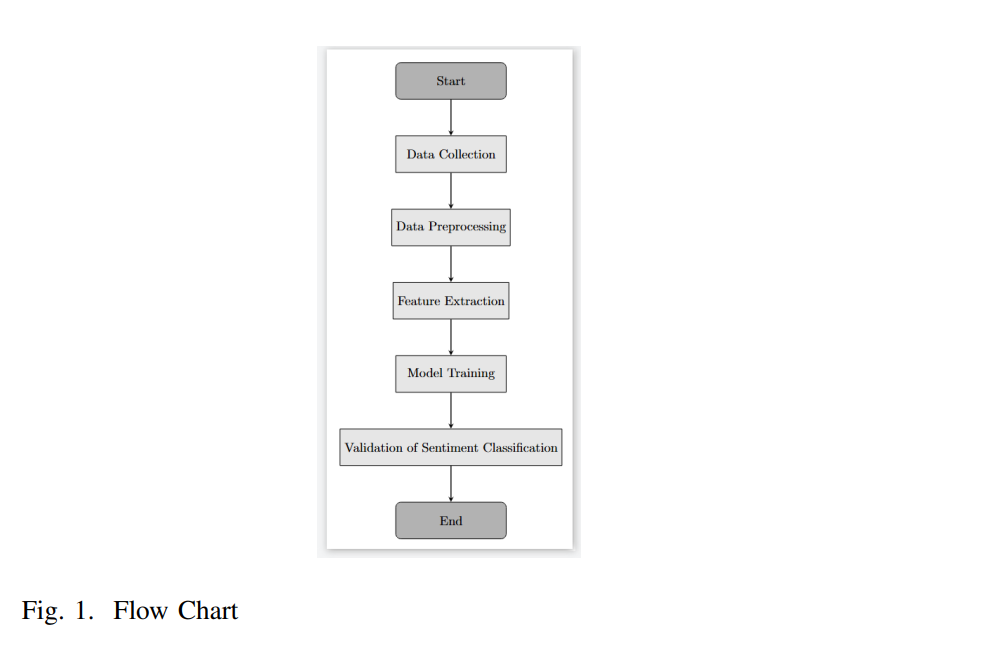 Start
Data Collection
Data Preprocessing
Feature Extraction
Model Training
Validation of Sentiment Classification
End
Fig. 1. Flow Chart